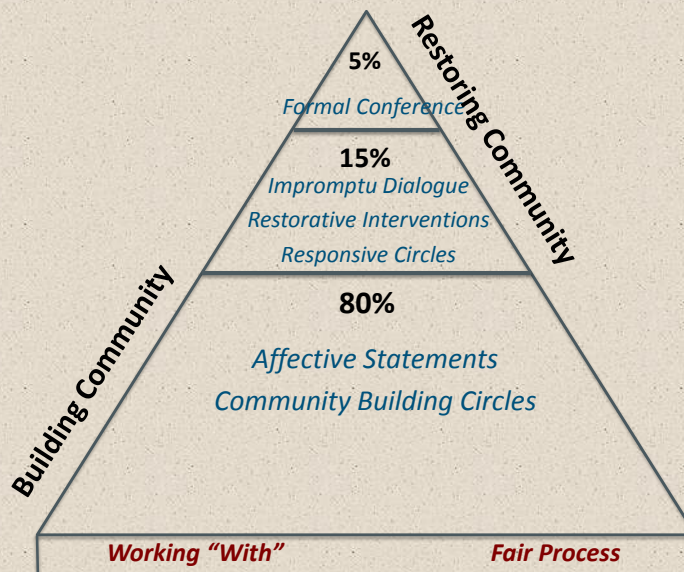 5%
Formal Conference
Restoring Community
15%
Impromptu Dialogue
Restorative Interventions
Responsive Circles
80%
Building Community
Affective Statements
Community Building Circles
Working “With” Fair Process